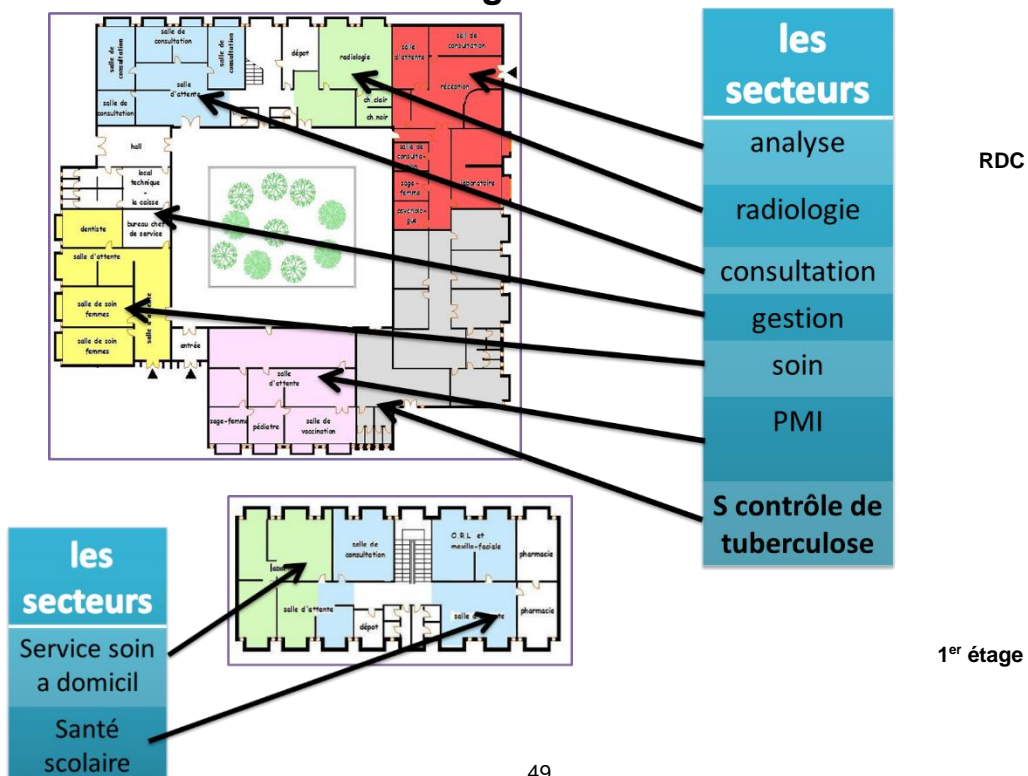 salle de consultation
salle de
consultation
salle de
consultation
dépot
radiologie
salle
d'attente
sal de
consultation
salle
d'attente
réception
salle de
consultation
ch.clair
ch.noir
hall
salle de
consulta-
sage-
femme
laboratoire
psycholo-
gue
local
technique
la caisse
dentiste
bureau chef
de service
salle d'attente
salle de soin
femmes
salle d'attente
salle de soin
femmes
entrée
salle
d'attente
sage-femme
pédiatre
salle de
vaccination
les
secteurs
analyse
radiologie
consultation
gestion
soin
PMI
S contrôle de
tuberculose
RDC
salle de
consultation
O.R.L et
maxillo-faciale
pharmacie
salle d'attente
dépot
pharmacie
les
secteurs
Service soin
a domicil
Santé
scolaire
1er étage
49